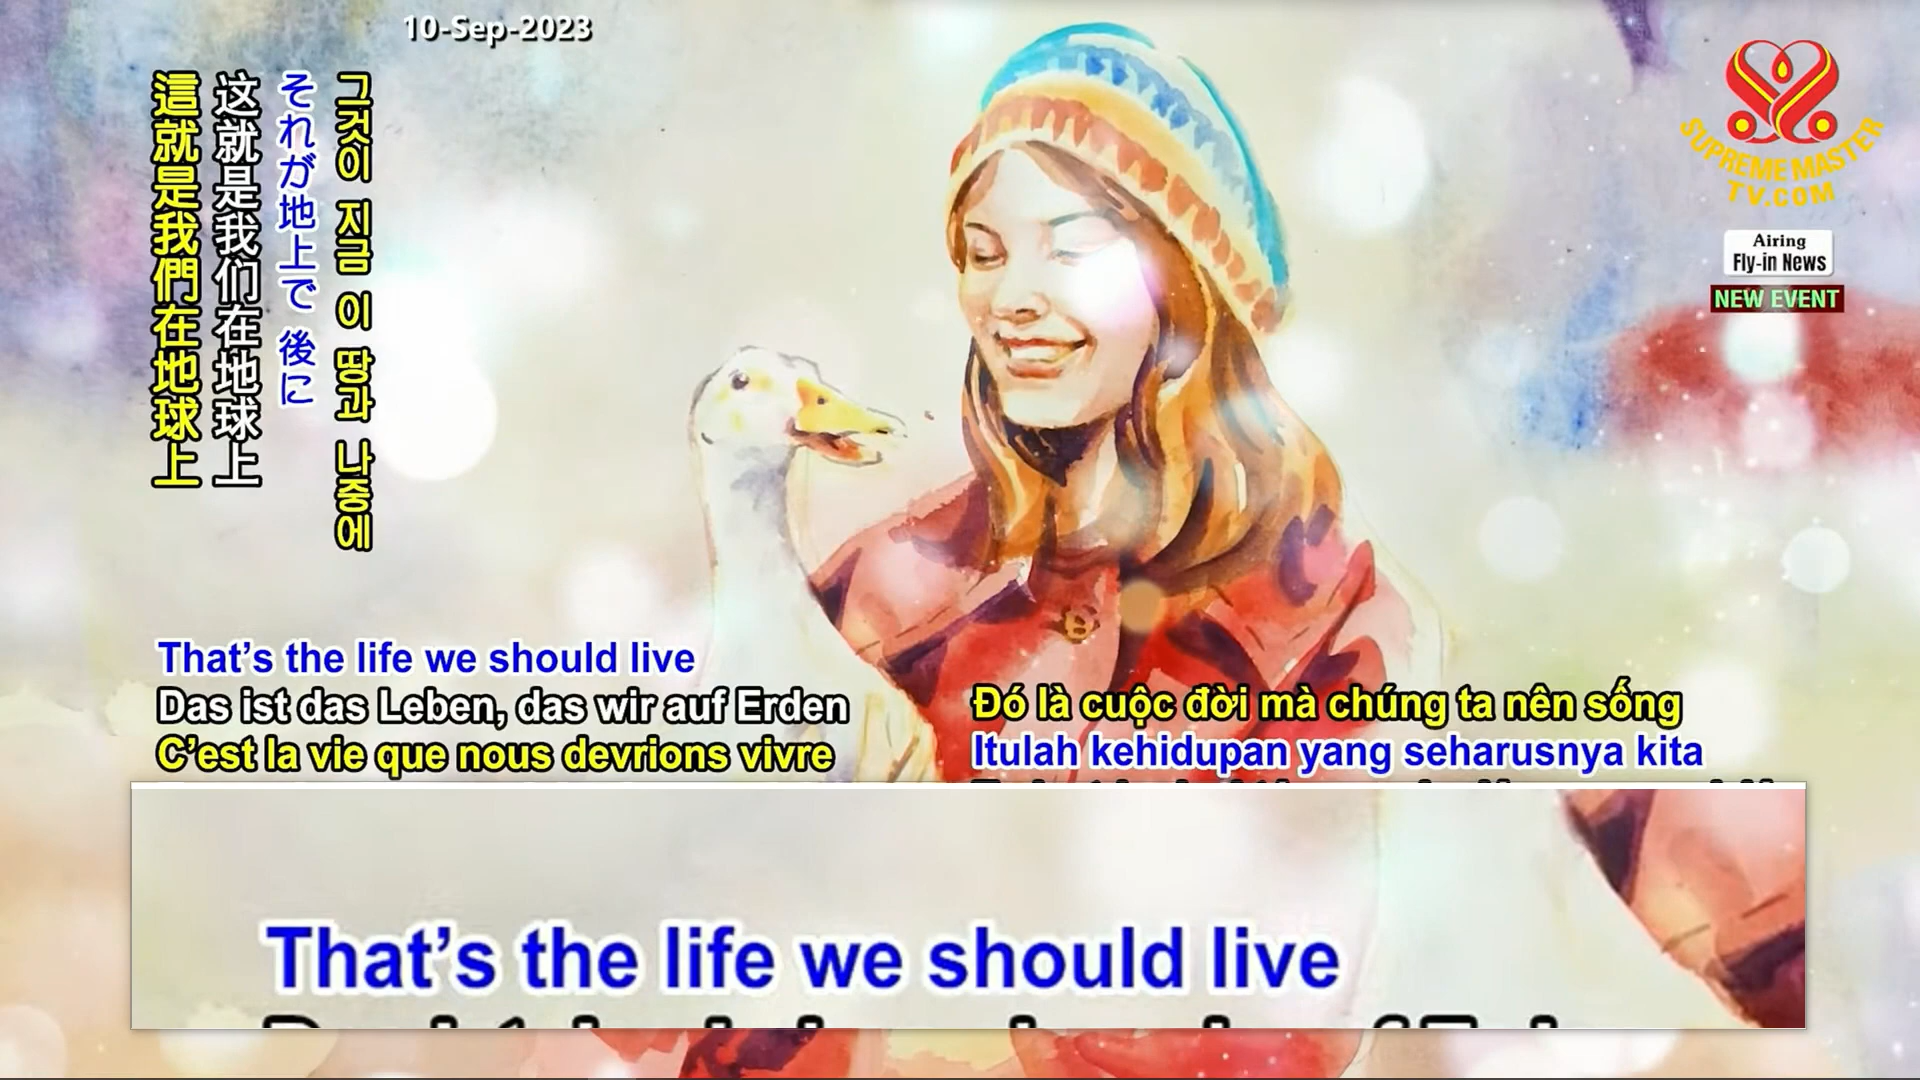 10-Sep-2023
這就是我們在地球上
这就是我们在地球上
それが地上で 後に
그것이 지금 이 땅과 나중에
SUPREME MASTER
TV.COM
Airing
Fly-in News
NEW EVENT
That’s the life we should live
Das ist das Leben, das wir auf Erden
C’est la vie que nous devrions vivre
Đó là cuộc đời mà chúng ta nên sống
Itulah kehidupan yang seharusnya kita
That’s the life we should live